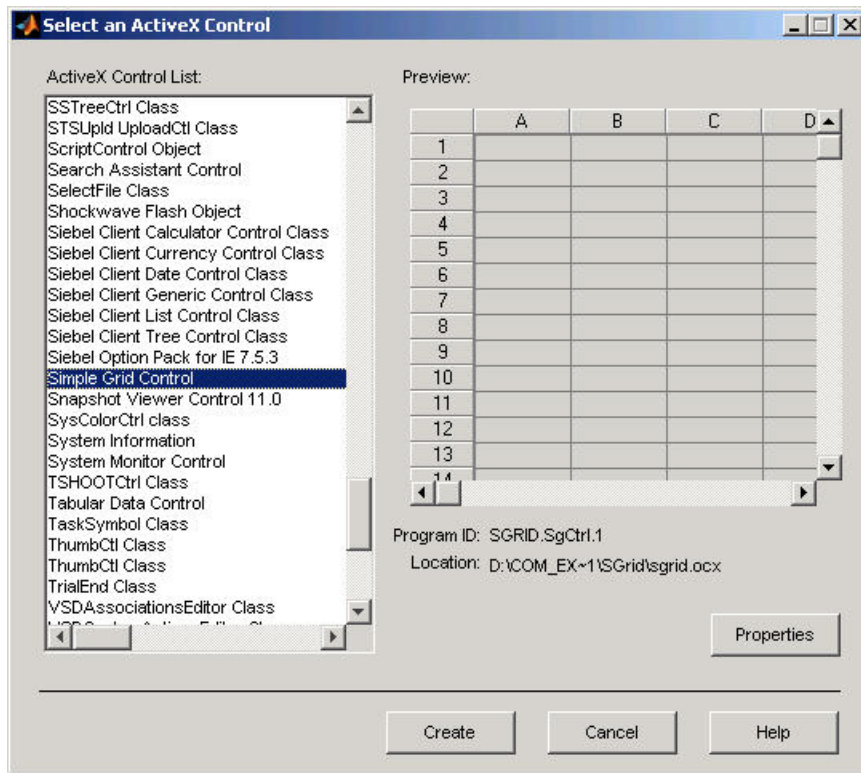 Select an ActiveX Control
ActiveX Control List:
SSTreeCtrl Class
STSUpld UploadCtl Class
ScriptControl Object
Search Assistant Control
SelectFile Class
Shockwave Flash Object
Siebel Client Calculator Control Class
Siebel Client Currency Control Class
Siebel Client Date Control Class
Siebel Client Generic Control Class
Siebel Client List Control Class
Siebel Client Tree Control Class
Siebel Option Pack for IE 7.5.3
Simple Grid Control
Snapshot Viewer Control 11.0
SysColorCtrl class
System Information
System Monitor Control
TSHOOTCtrl Class
Tabular Data Control
TaskSymbol Class
ThumbCtl Class
ThumbCtl Class
TrialEnd Class
VSDAssociationsEditor Class
Preview:
A B C D
1
2
3
4
5
6
7
8
9
10
11
12
13
14
Program ID: SGRID.SgCtrl.1
Location: D:\COM_EX~1\SGrid\sgrid.ocx
Properties
Create Cancel Help